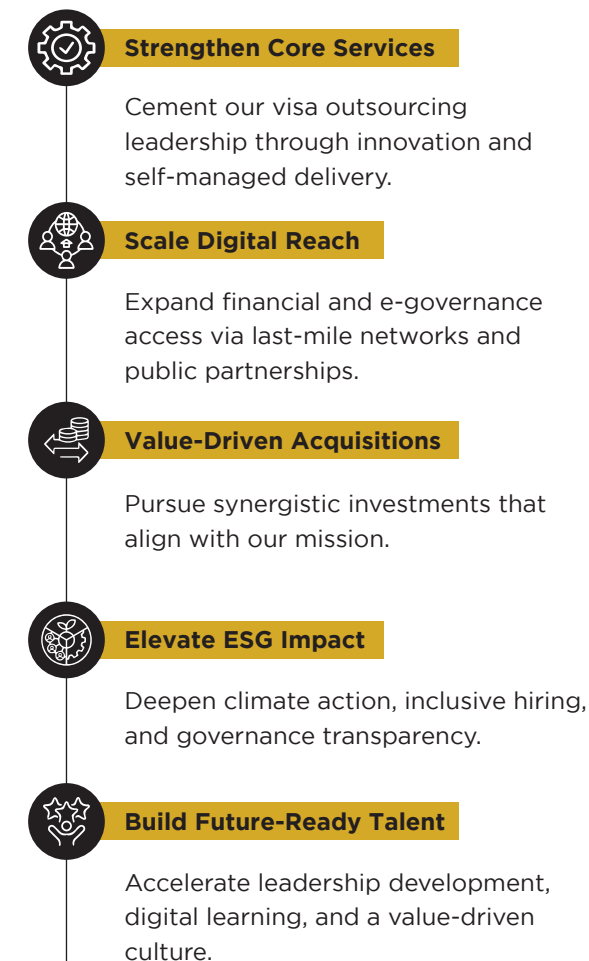 Strengthen Core Services
Cement our visa outsourcing
leadership through innovation and
self-managed delivery.
Scale Digital Reach
Expand financial and e-governance
access via last-mile networks and
public partnerships.
Value-Driven Acquisitions
Pursue synergistic investments that
align with our mission.
Elevate ESG Impact
Deepen climate action, inclusive hiring,
and governance transparency.
Build Future-Ready Talent
Accelerate leadership development,
digital learning, and a value-driven
culture.